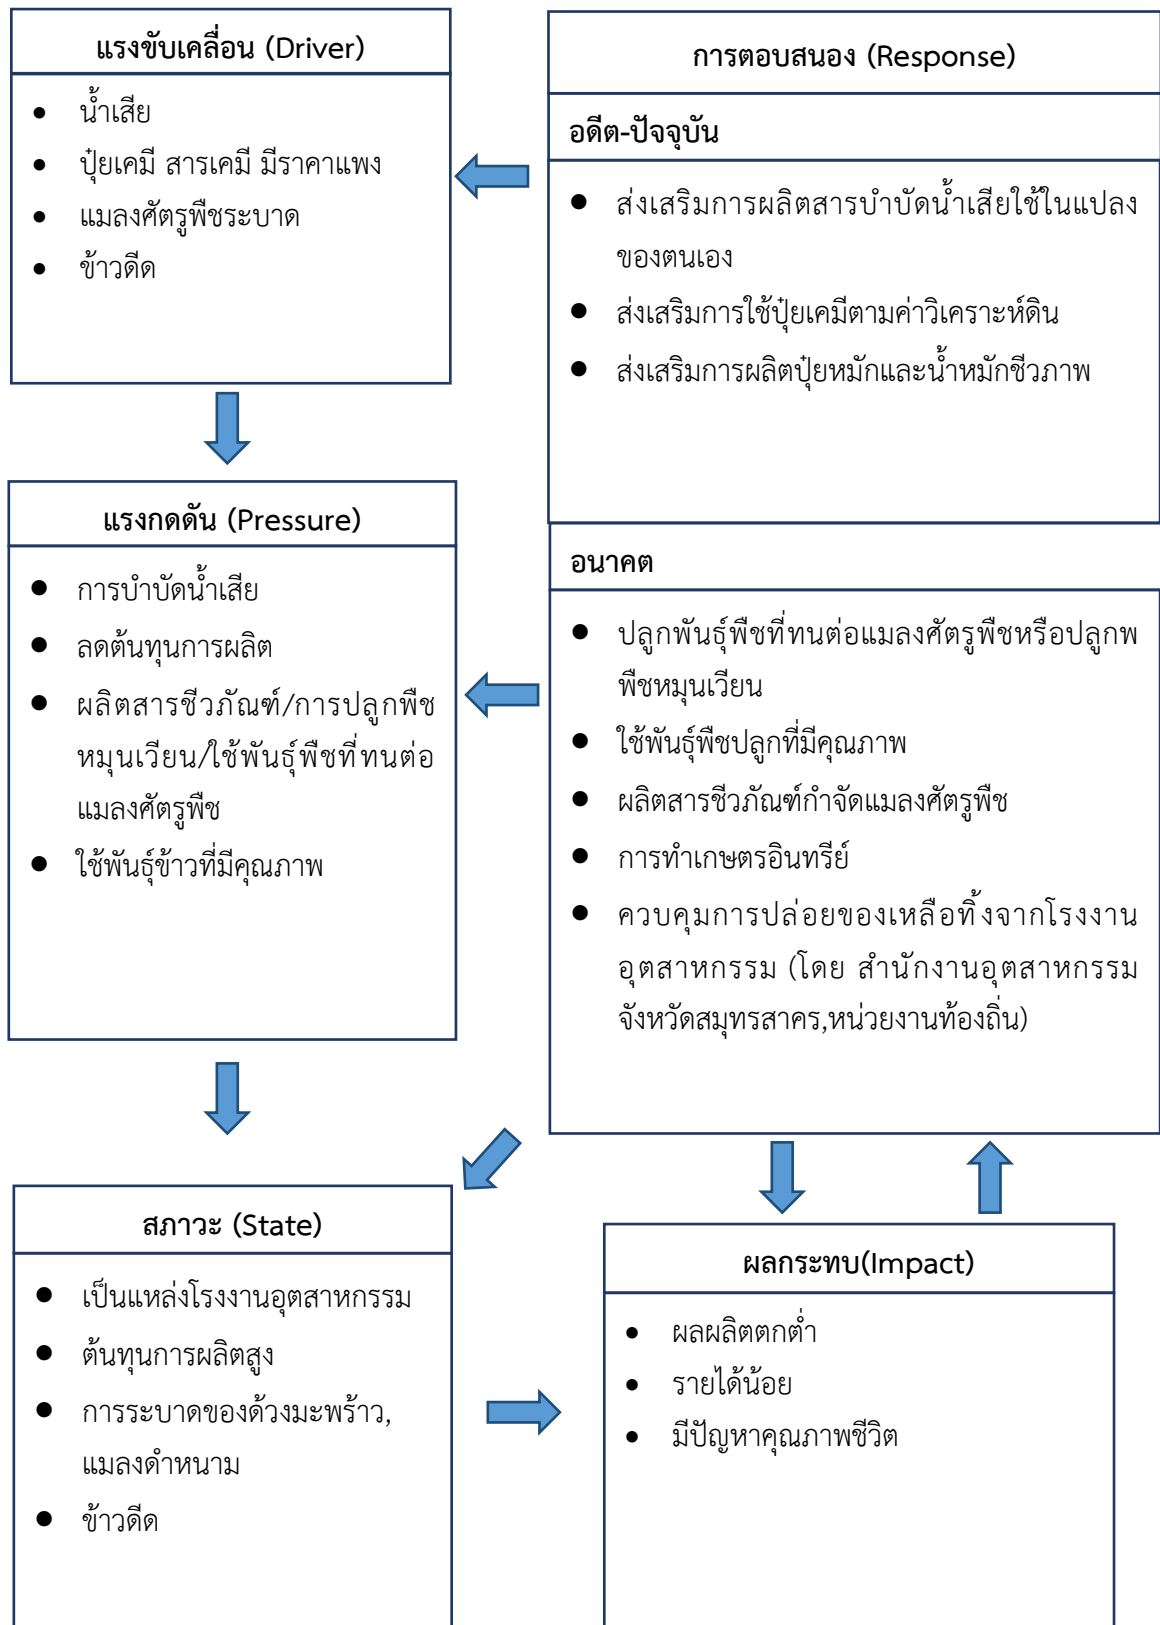 แรงขับเคลื่อน (Driver)
• น้ำเสีย
• ปุ๋ยเคมี สารเคมี มีราคาแพง
• แมลงศัตรูพืชระบาด
• ข้าวดีด
การตอบสนอง (Response)
อดีต-ปัจจุบัน
● ส่งเสริมการผลิตสารบำบัดน้ำเสียใช้ในแปลง
ของตนเอง
● ส่งเสริมการใช้ปุ๋ยเคมีตามค่าวิเคราะห์ดิน
● ส่งเสริมการผลิตปุ๋ยหมักและน้ำหมักชีวภาพ
แรงกดดัน (Pressure)
● การบำบัดน้ำเสีย
● ลดต้นทุนการผลิต
● ผลิตสารชีวภัณฑ์/การปลูกพืช
หมุนเวียน/ใช้พันธุ์พืชที่ทนต่อ
แมลงศัตรูพืช
● ใช้พันธุ์ข้าวที่มีคุณภาพ
อนาคต
● ปลูกพันธุ์พืชที่ทนต่อแมลงศัตรูพืชหรือปลูกพ
พืชหมุนเวียน
● ใช้พันธุ์พืชปลูกที่มีคุณภาพ
● ผลิตสารชีวภัณฑ์กำจัดแมลงศัตรูพืช
● การทำเกษตรอินทรีย์
● ควบคุมการปล่อยของเหลือทิ้งจากโรงงาน
อุตสาหกรรม (โดย สำนักงานอุตสาหกรรม
จังหวัดสมุทรสาคร,หน่วยงานท้องถิ่น)
สภาวะ (State)
● เป็นแหล่งโรงงานอุตสาหกรรม
● ต้นทุนการผลิตสูง
● การระบาดของด้วงมะพร้าว,
แมลงดำหนาม
● ข้าวดีด
ผลกระทบ(Impact)
• ผลผลิตตกต่ำ
• รายได้น้อย
• มีปัญหาคุณภาพชีวิต